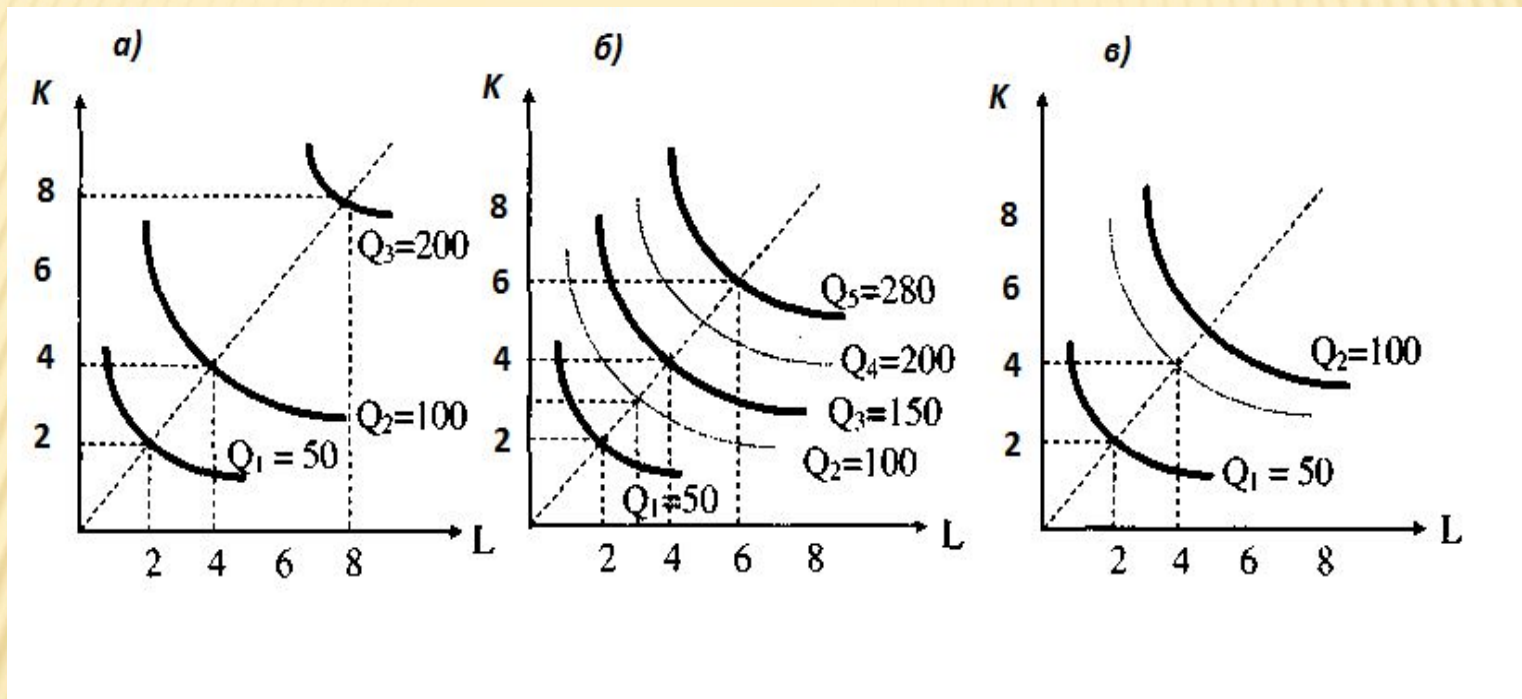 а)
K
8
6
4
2
Q₃=200
Q₂=100
Q₁ = 50
2 4 6 8
L
б)
K
8
6
4
2
Q₅=280
Q₄=200
Q₃=150
Q₂=100
Q₁=50
2 4 6 8
L
в)
K
8
6
4
2
Q₂=100
Q₁ = 50
2 4 6 8
L